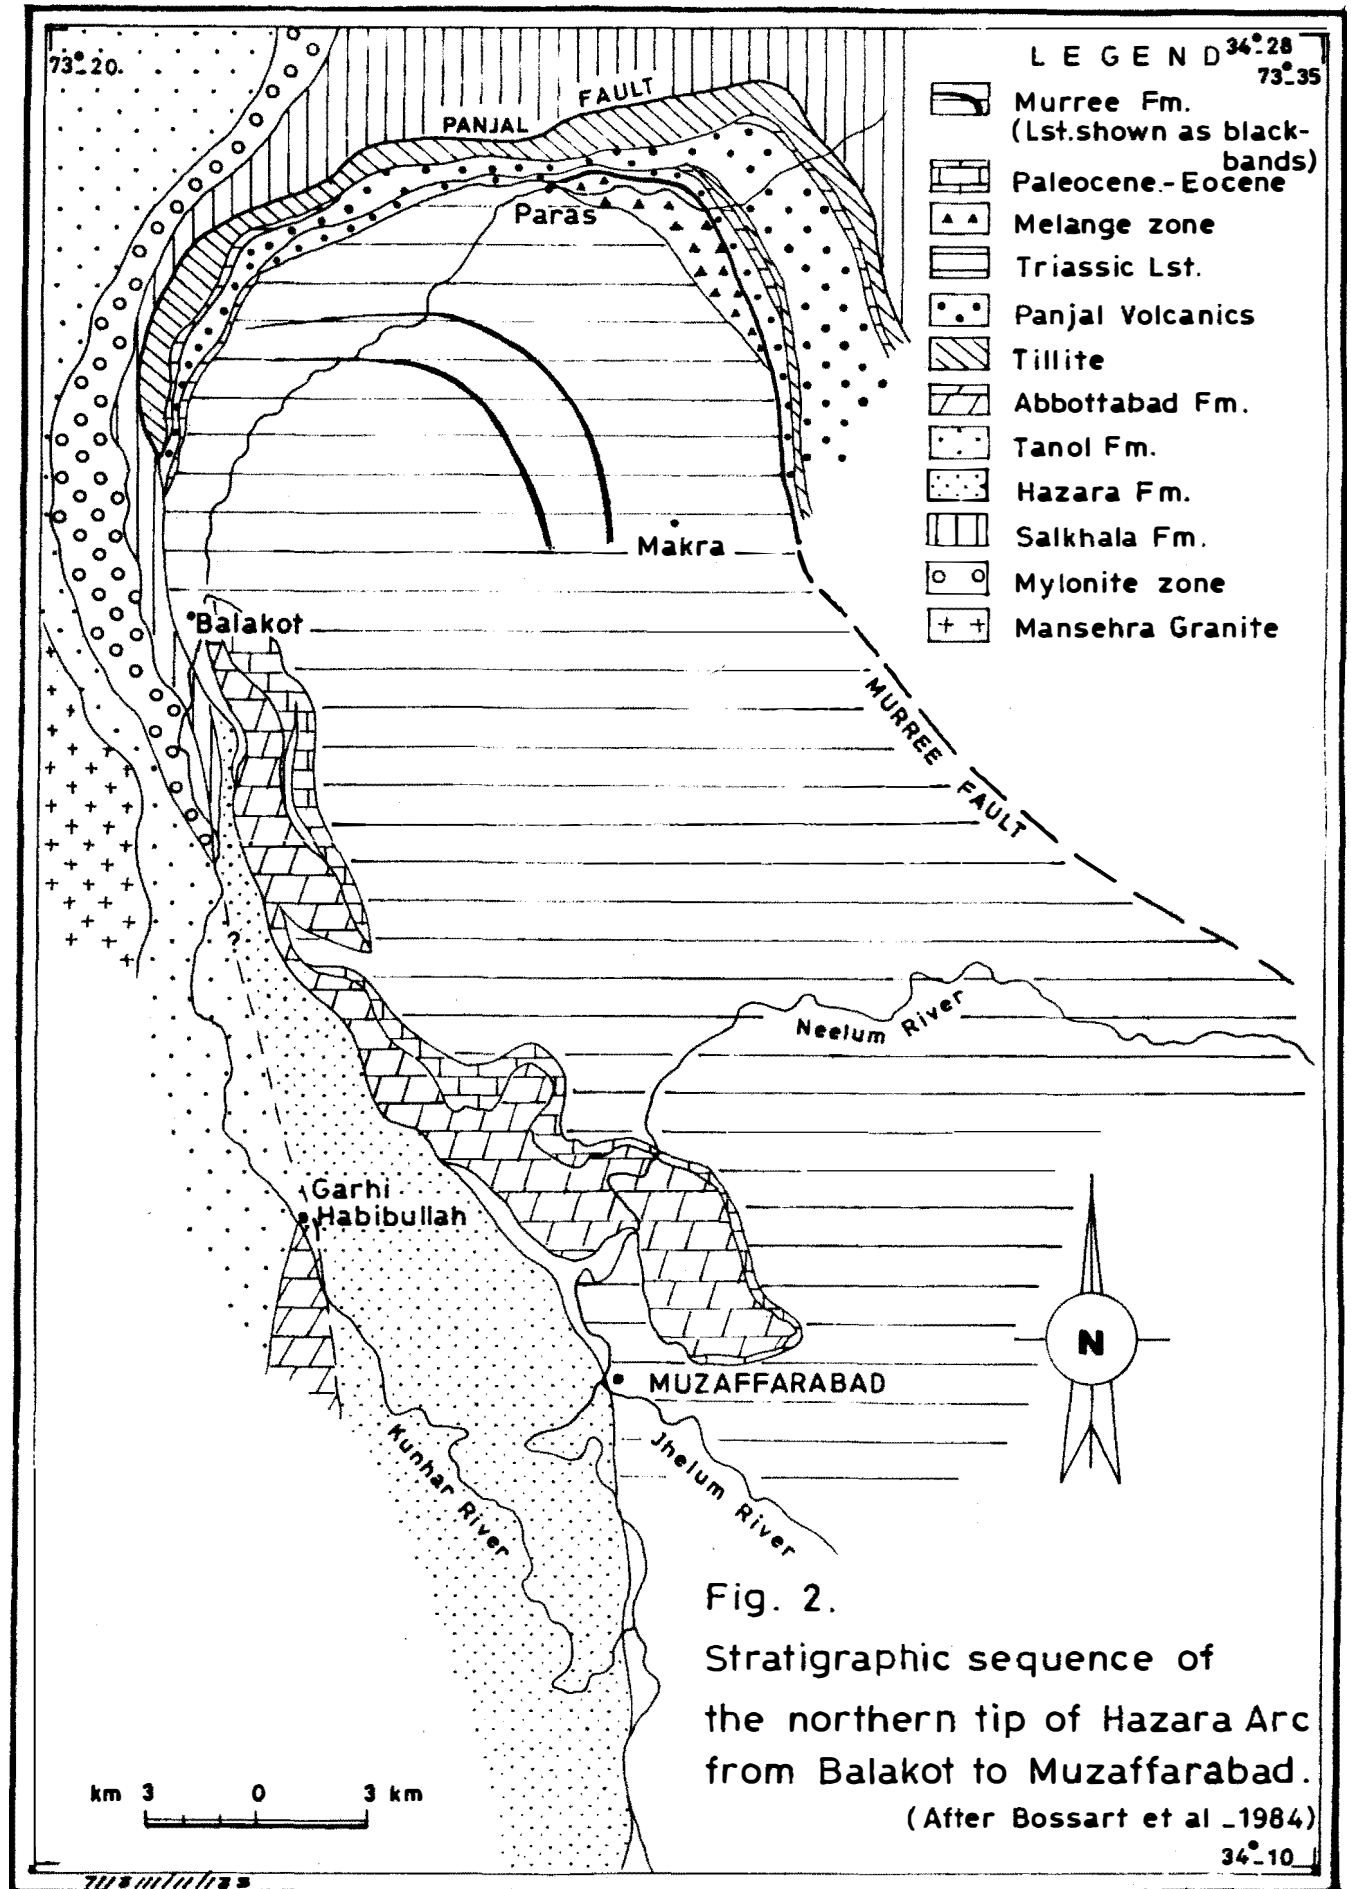 73°-20.
34°-28
73°-35
LEGEND
Murree Fm.
(Lst.shown as black-
bands)
Paleocene.-Eocene
Melange zone
Triassic Lst.
Panjal Volcanics
Tillite
Abbottabad Fm.
Tanol Fm.
Hazara Fm.
Salkhala Fm.
Mylonite zone
Mansehra Granite
PANJAL FAULT
Paras
Makra
Balakot
MURREE FAULT
?
Neelum River
Garhi
Habibullah
N
MUZAFFARABAD
Kunhar River
Jhelum River
Fig. 2.
Stratigraphic sequence of
the northern tip of Hazara Arc
from Balakot to Muzaffarabad.
(After Bossart et al _1984)
km 3 0 3 km
34°-10